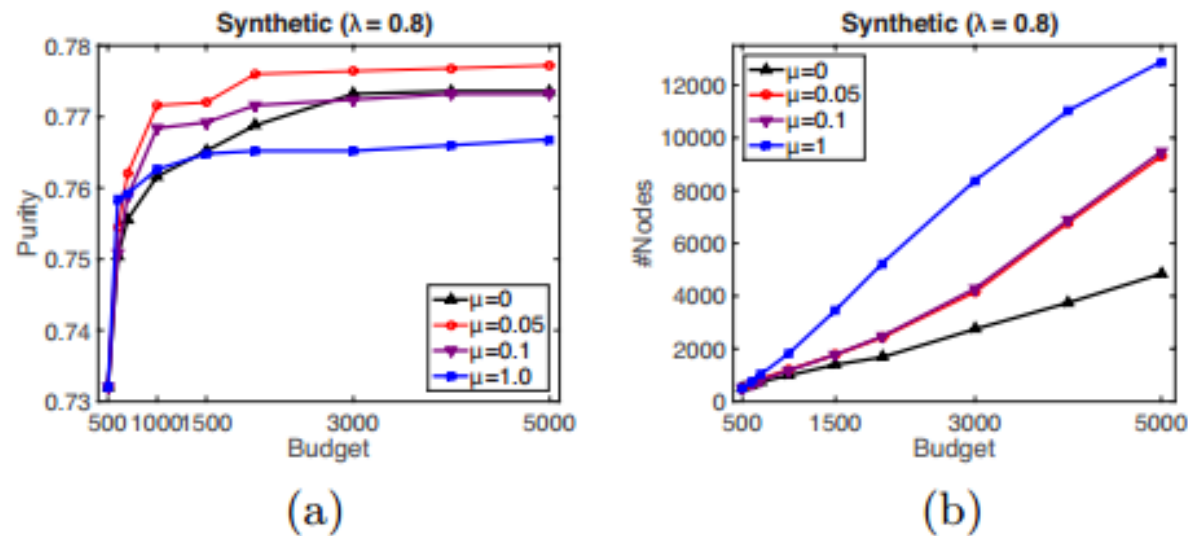 Synthetic (λ = 0.8)
0.78
0.77
0.76
0.75
0.74
0.73
Purity
μ=0
μ=0.05
μ=0.1
μ=1.0
500 10001500 3000 5000
Budget
(a)
Synthetic (λ = 0.8)
12000
10000
8000
6000
4000
2000
0
#Nodes
μ=0
μ=0.05
μ=0.1
μ=1
500 1500 3000 5000
Budget
(b)